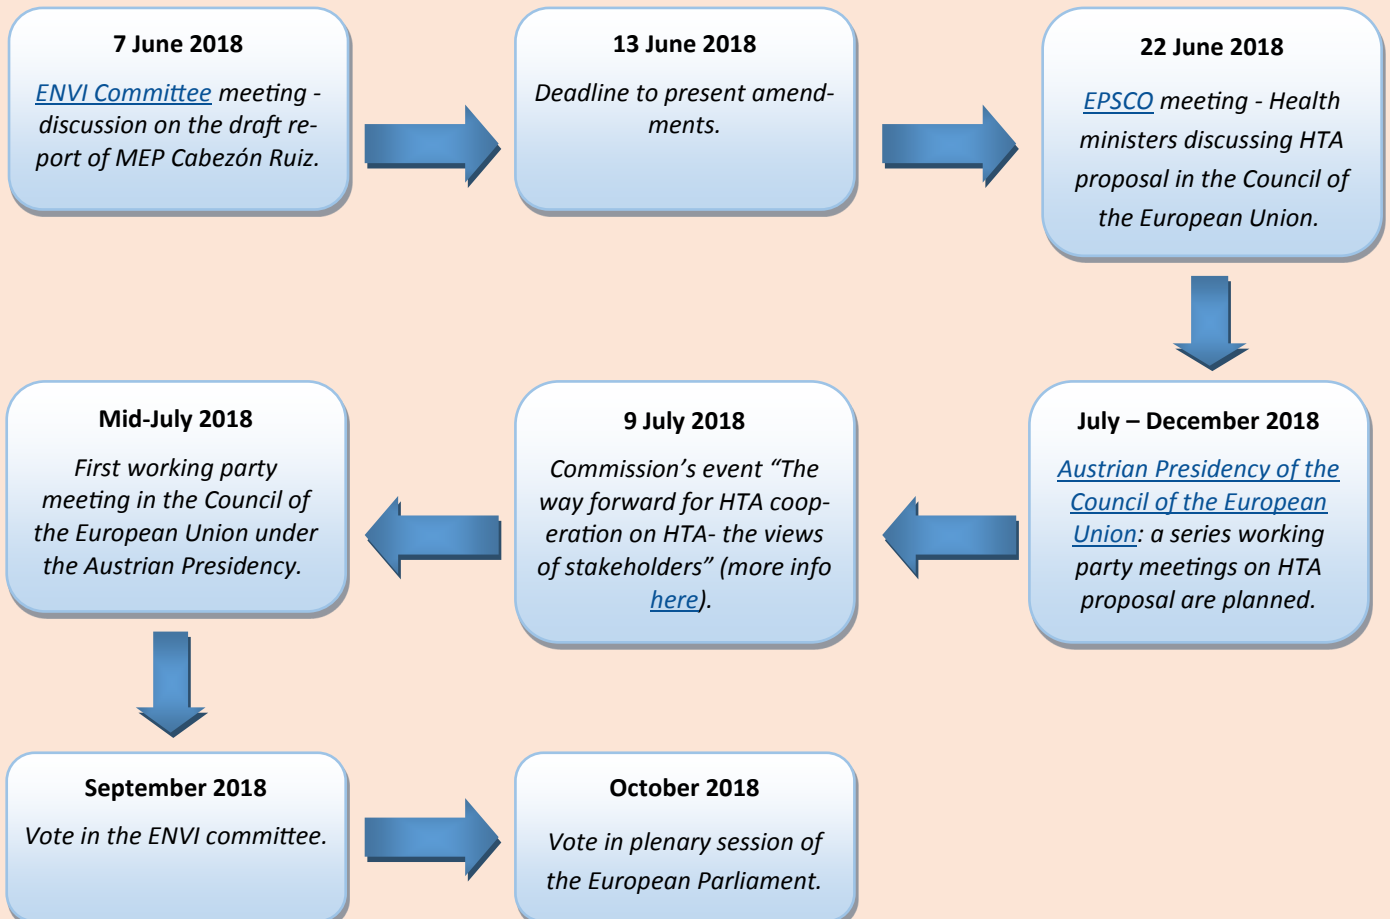 7 June 2018
ENVI Committee meeting -
discussion on the draft re-
port of MEP Cabezón Ruiz.
13 June 2018
Deadline to present amend-
ments.
22 June 2018
EPSCO meeting - Health
ministers discussing HTA
proposal in the Council of
the European Union.
July – December 2018
Austrian Presidency of the
Council of the European
Union: a series working
party meetings on HTA
proposal are planned.
9 July 2018
Commission's event “The
way forward for HTA coop-
eration on HTA- the views
of stakeholders” (more info
here).
Mid-July 2018
First working party
meeting in the Council of
the European Union under
the Austrian Presidency.
September 2018
Vote in the ENVI committee.
October 2018
Vote in plenary session of
the European Parliament.